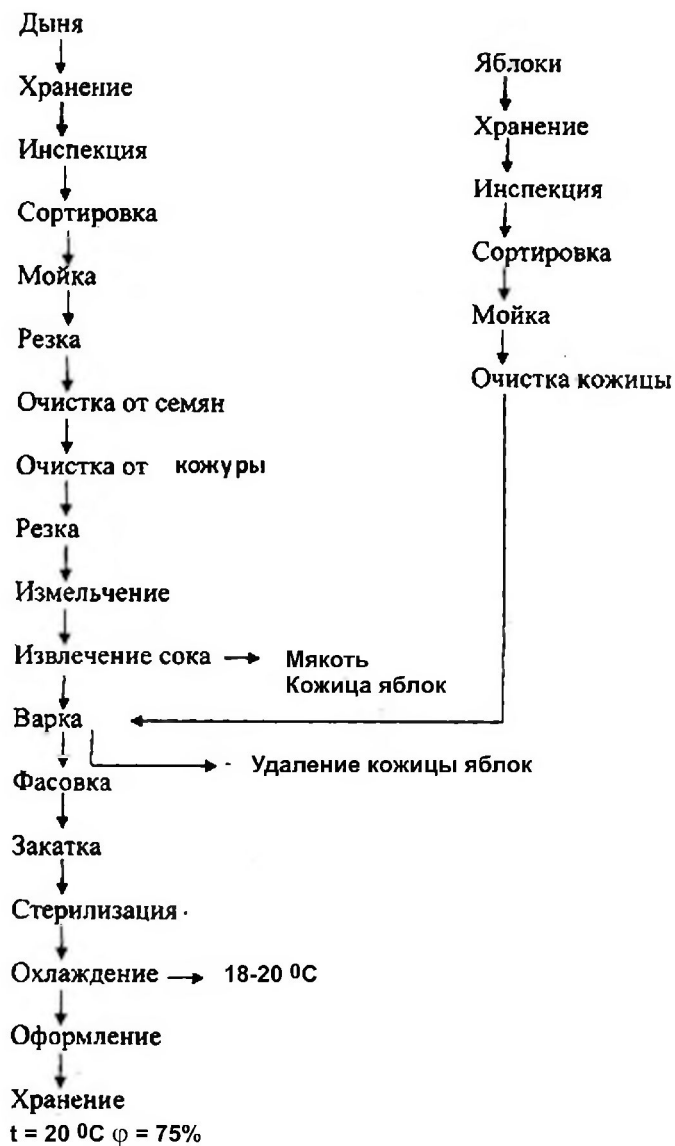 Дыня
Хранение
Инспекция
Сортировка
Мойка
Резка
Очистка от семян
Очистка от кожуры
Резка
Измельчение
Извлечение сока
Мякоть
Кожица яблок
Варка
Удаление кожицы яблок
Фасовка
Закатка
Стерилизация
Охлаждение
18-20 ⁰C
Оформление
Хранение
t = 20 ⁰C φ = 75%
Яблоки
Хранение
Инспекция
Сортировка
Мойка
Очистка кожицы